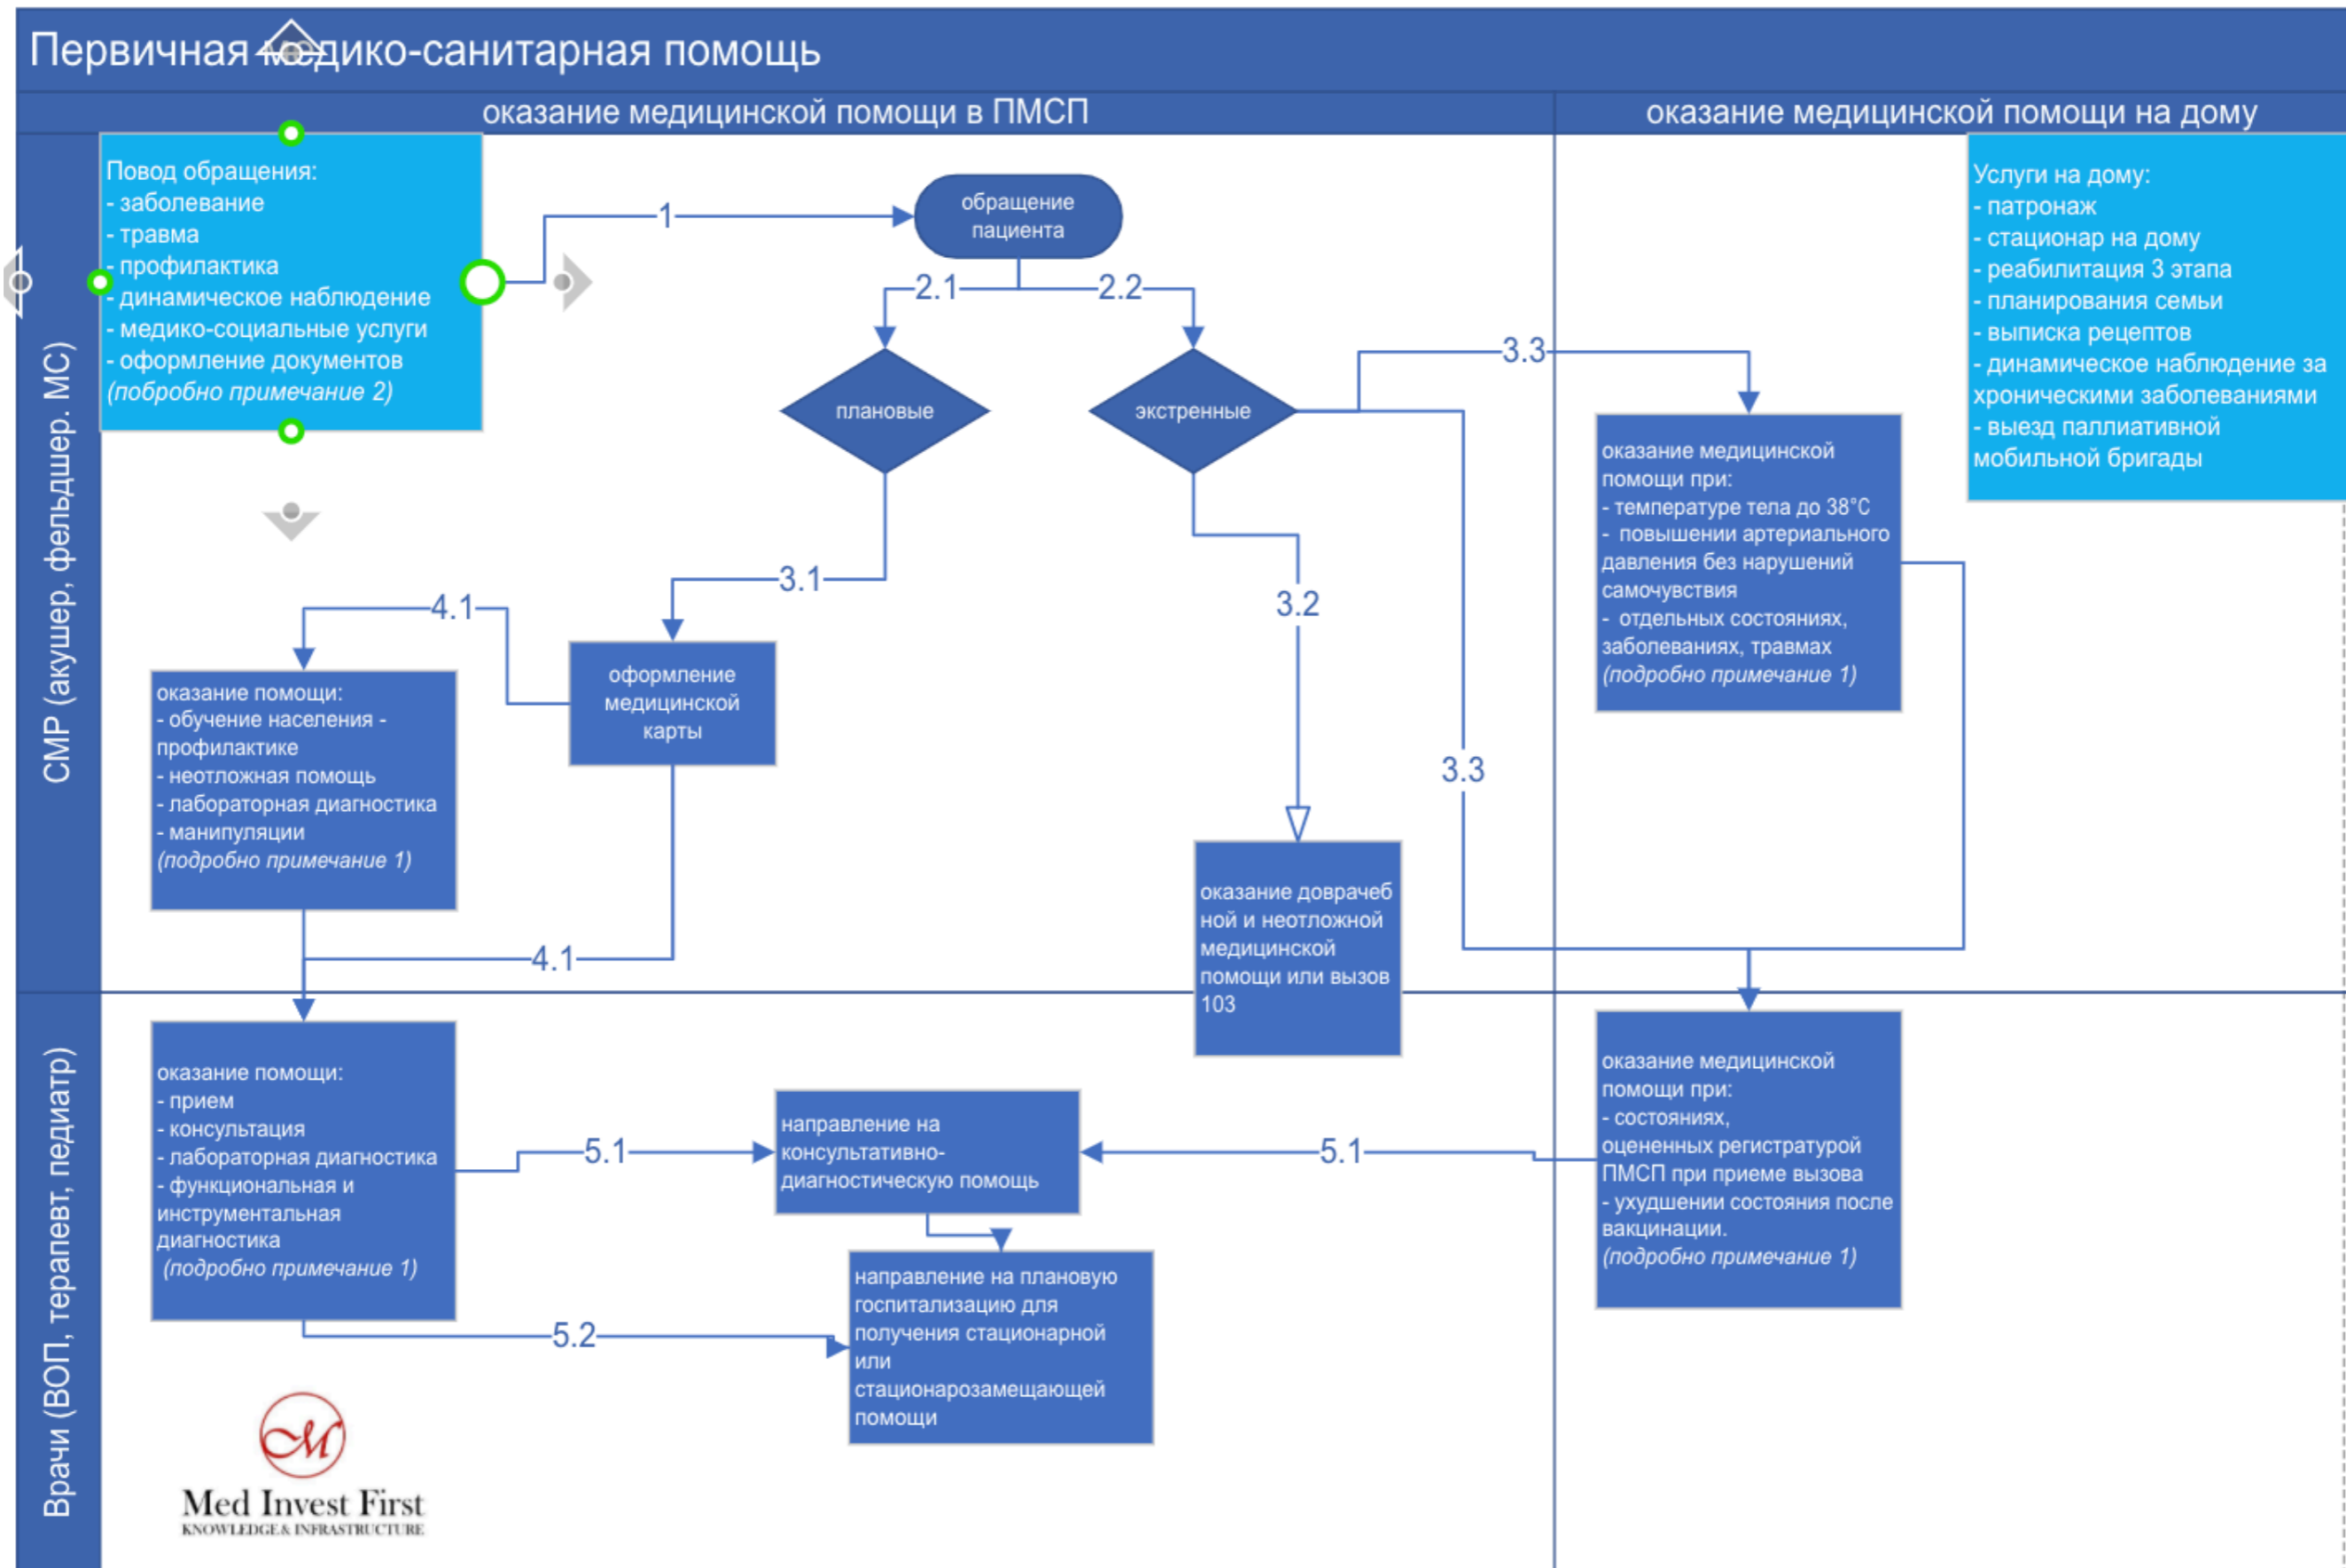 Первичная медико-санитарная помощь
оказание медицинской помощи в ПМСП
оказание медицинской помощи на дому
СМР (акушер, фельдшер. МС)
Повод обращения:
- заболевание
- травма
- профилактика
- динамическое наблюдение
- медико-социальные услуги
- оформление документов
(побробно примечание 2)
1
обращение
пациента
Услуги на дому:
- патронаж
- стационар на дому
- реабилитация 3 этапа
- планирования семьи
- выписка рецептов
- динамическое наблюдение за
хроническими заболеваниями
- выезд паллиативной
мобильной бригады
2.1
2.2
плановые
экстренные
3.3
оказание медицинской
помощи при:
- температуре тела до 38°С
- повышении артериального
давления без нарушений
самочувствия
- отдельных состояниях,
заболеваниях, травмах
(подробно примечание 1)
3.1
3.2
4.1
оформление
медицинской
карты
оказание помощи:
- обучение населения -
профилактике
- неотложная помощь
- лабораторная диагностика
- манипуляции
(подробно примечание 1)
3.3
4.1
оказание доврачеб
ной и неотложной
медицинской
помощи или вызов
103
Врачи (ВОП, терапевт, педиатр)
оказание помощи:
- прием
- консультация
- лабораторная диагностика
- функциональная и
инструментальная
диагностика
(подробно примечание 1)
5.1
направление на
консультативно-
диагностическую помощь
5.1
оказание медицинской
помощи при:
- состояниях,
оцененных регистратурой
ПМСП при приеме вызова
- ухудшении состояния после
вакцинации.
(подробно примечание 1)
5.2
направление на плановую
госпитализацию для
получения стационарной
или
стационарозамещающей
помощи
M
Med Invest First
KNOWLEDGE & INFRASTRUCTURE